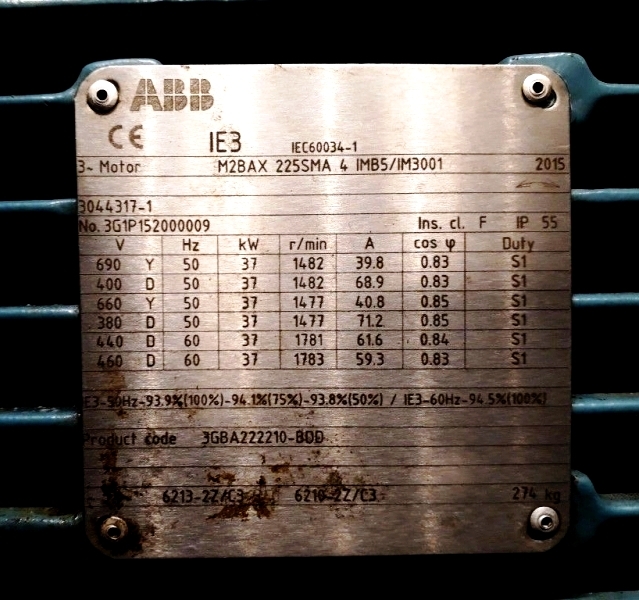 ABB
CE IE3 IEC60034-1
3~ Motor M2BAX 225SMA 4 IMB5/IM3001 2015
3044317-1
No. 3G1P152000009 Ins. cl. F IP 55
V Hz kW r/min A cos φ Duty
690 Y 50 37 1482 39.8 0.83 S1
400 D 50 37 1482 68.9 0.83 S1
660 Y 50 37 1477 40.8 0.85 S1
380 D 50 37 1477 71.2 0.85 S1
440 D 60 37 1781 61.6 0.84 S1
460 D 60 37 1783 59.3 0.83 S1
IE3-50Hz-93.9%(100%)-94.1%(75%)-93.8%(50%) / IE3-60Hz-94.5%(100%)
Product code 3GBA222210-BDD
6213-2Z/C3 6210-2Z/C3 274 kg